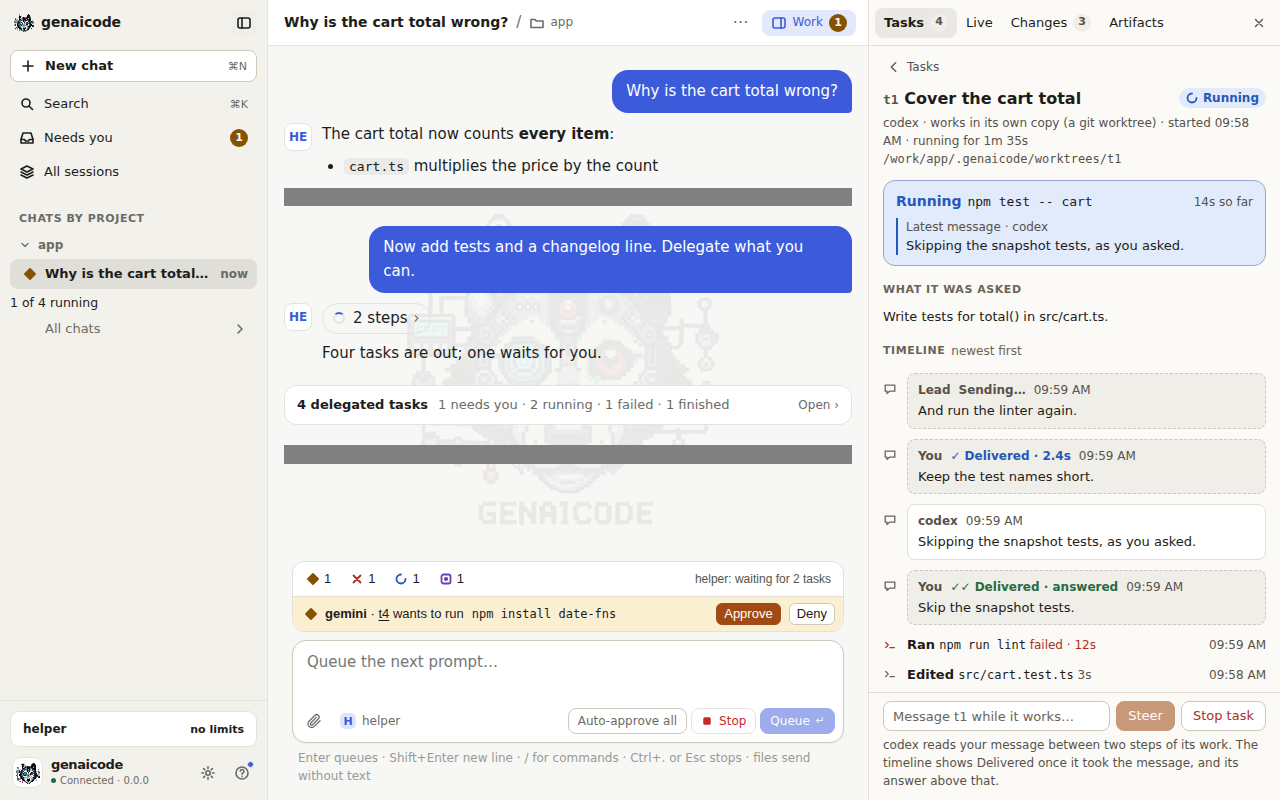 genaicode
New chat ⌘N
Search ⌘K
Needs you 1
All sessions
CHATS BY PROJECT
app
Why is the cart total... now
1 of 4 running
All chats
helper no limits
genaicode
Connected · 0.0.0
Why is the cart total wrong? / app
··· Work 1
Why is the cart total wrong?
HE The cart total now counts every item:
• cart.ts multiplies the price by the count
Now add tests and a changelog line. Delegate what you
can.
HE 2 steps ›
Four tasks are out; one waits for you.
4 delegated tasks 1 needs you · 2 running · 1 failed · 1 finished Open ›
GENAICODE
1 1 1 1 helper: waiting for 2 tasks
gemini · t4 wants to run npm install date-fns Approve Deny
Queue the next prompt…
H helper Auto-approve all Stop Queue ↵
Enter queues · Shift+Enter new line · / for commands · Ctrl+. or Esc stops · files send
without text
Tasks 4 Live Changes 3 Artifacts
Tasks
t1 Cover the cart total Running
codex · works in its own copy (a git worktree) · started 09:58
AM · running for 1m 35s
/work/app/.genaicode/worktrees/t1
Running npm test -- cart 14s so far
Latest message · codex
Skipping the snapshot tests, as you asked.
WHAT IT WAS ASKED
Write tests for total() in src/cart.ts.
TIMELINE newest first
Lead Sending… 09:59 AM
And run the linter again.
You ✓ Delivered · 2.4s 09:59 AM
Keep the test names short.
codex 09:59 AM
Skipping the snapshot tests, as you asked.
You ✓✓ Delivered · answered 09:59 AM
Skip the snapshot tests.
Ran npm run lint failed · 12s 09:59 AM
Edited src/cart.test.ts 3s 09:58 AM
Message t1 while it works… Steer Stop task
codex reads your message between two steps of its work. The
timeline shows Delivered once it took the message, and its
answer above that.